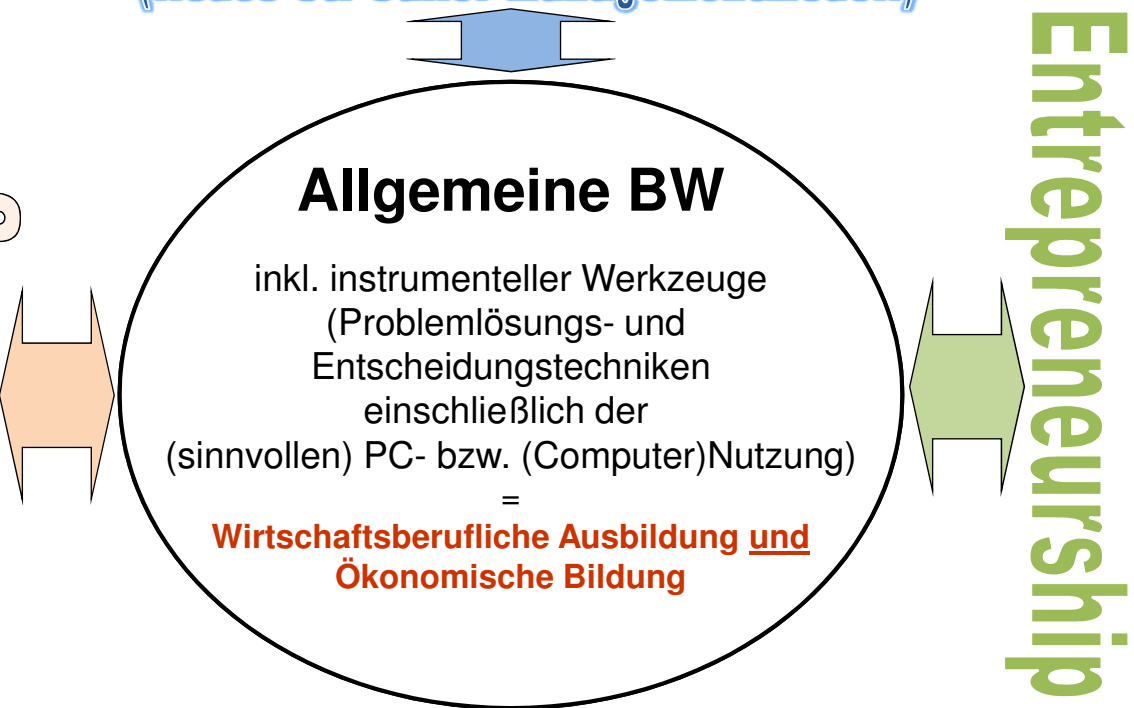 Allgemeine BW
inkl. instrumenteller Werkzeuge
(Problemlösungs- und
Entscheidungstechniken
einschließlich der
(sinnvollen) PC- bzw. (Computer)Nutzung)
=
Wirtschaftsberufliche Ausbildung und
Ökonomische Bildung
Entrepreneurship